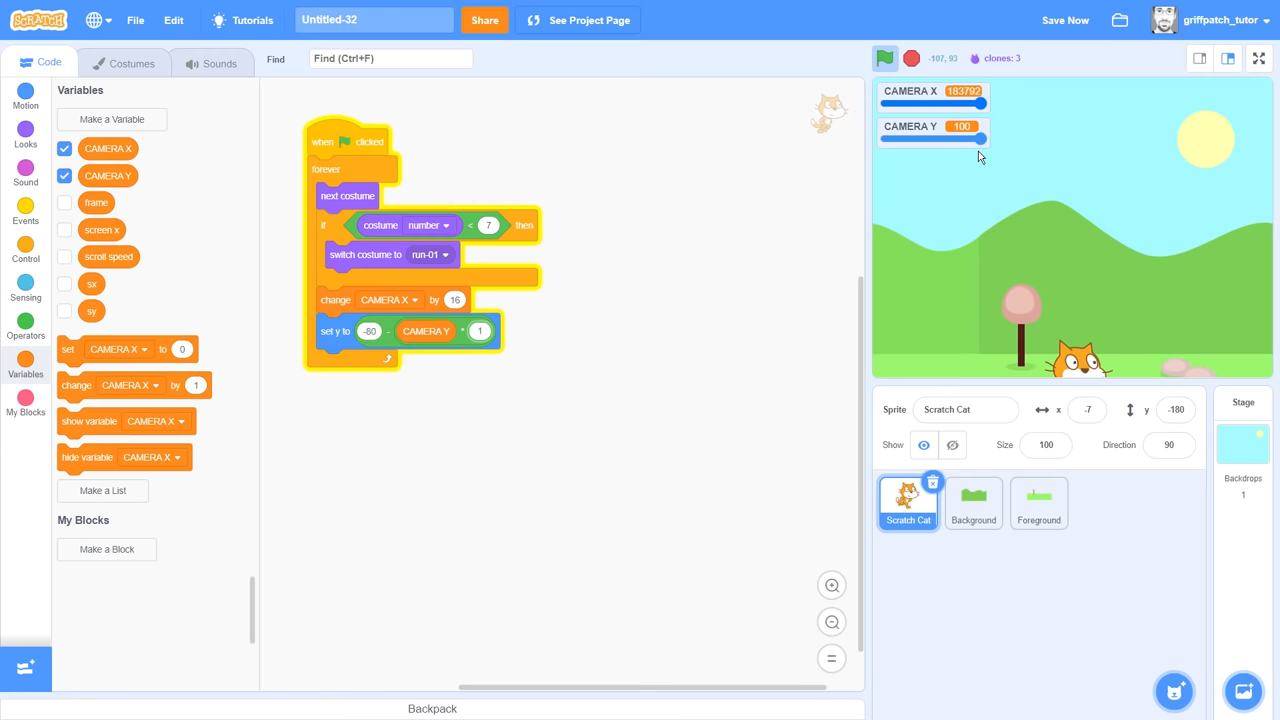 SCRATCH
File
Edit
Tutorials
Untitled-32
Share
See Project Page
Save Now
griffpatch_tutor
Code
Costumes
Sounds
Find
Find (Ctrl+F)
-107, 93
clones: 3
Motion
Looks
Sound
Events
Control
Sensing
Operators
Variables
My Blocks
Variables
Make a Variable
CAMERA X
CAMERA Y
frame
screen x
scroll speed
sx
sy
set CAMERA X to 0
change CAMERA X by 1
show variable CAMERA X
hide variable CAMERA X
Make a List
My Blocks
Make a Block
when clicked
forever
next costume
if costume number < 7 then
switch costume to run-01
change CAMERA X by 16
set y to -80 - CAMERA Y * 1
CAMERA X 183792
CAMERA Y 100
Sprite Scratch Cat x -7 y -180
Show Size 100 Direction 90
Scratch Cat
Background
Foreground
Stage
Backdrops
1
Backpack